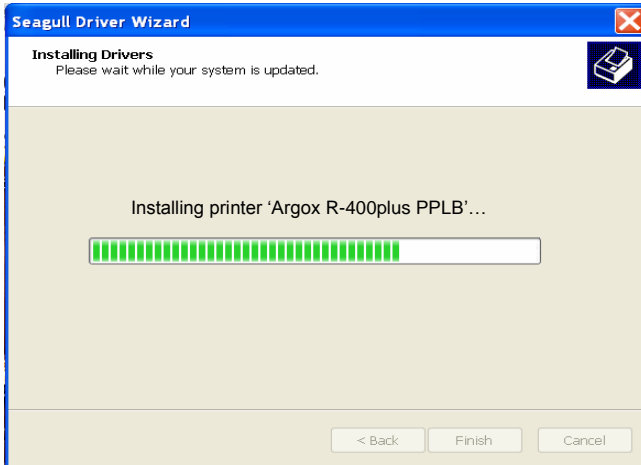 Seagull Driver Wizard
Installing Drivers
Please wait while your system is updated.
Installing printer ‘Argox R-400plus PPLB’…
< Back Finish Cancel